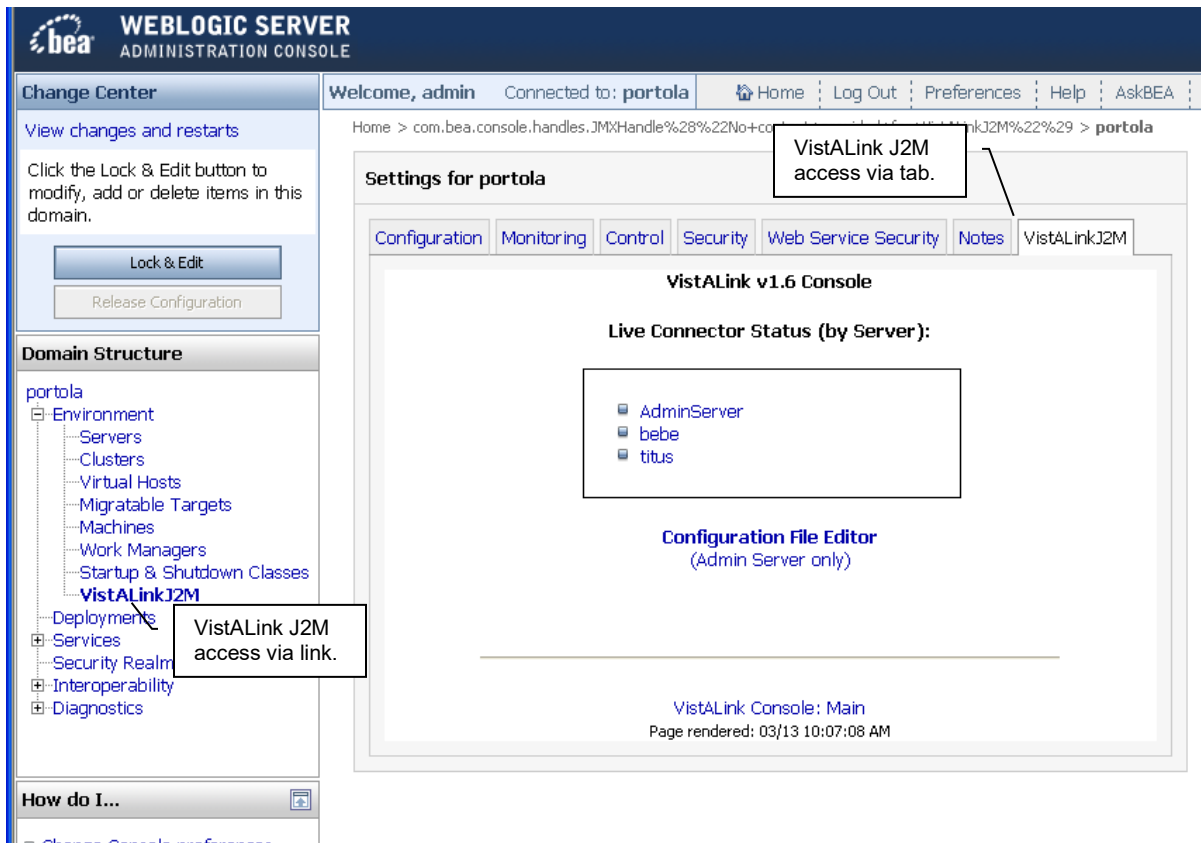 bea
WEBLOGIC SERVER
ADMINISTRATION CONSOLE
Change Center
View changes and restarts
Click the Lock & Edit button to
modify, add or delete items in this
domain.
Lock & Edit
Release Configuration
Domain Structure
portola
Environment
Servers
Clusters
Virtual Hosts
Migratable Targets
Machines
Work Managers
Startup & Shutdown Classes
VistALinkJ2M
Deployments
Services
Security Realm
Interoperability
Diagnostics
VistALink J2M
access via link.
How do I...
Welcome, admin Connected to: portola Home Log Out Preferences Help AskBEA
Home > com.bea.console.handles.JMXHandle%28%22No+ J2M%22%29 > portola
VistALink J2M
access via tab.
Settings for portola
Configuration Monitoring Control Security Web Service Security Notes VistALinkJ2M
VistALink v1.6 Console
Live Connector Status (by Server):
AdminServer
bebe
titus
Configuration File Editor
(Admin Server only)
VistALink Console: Main
Page rendered: 03/13 10:07:08 AM